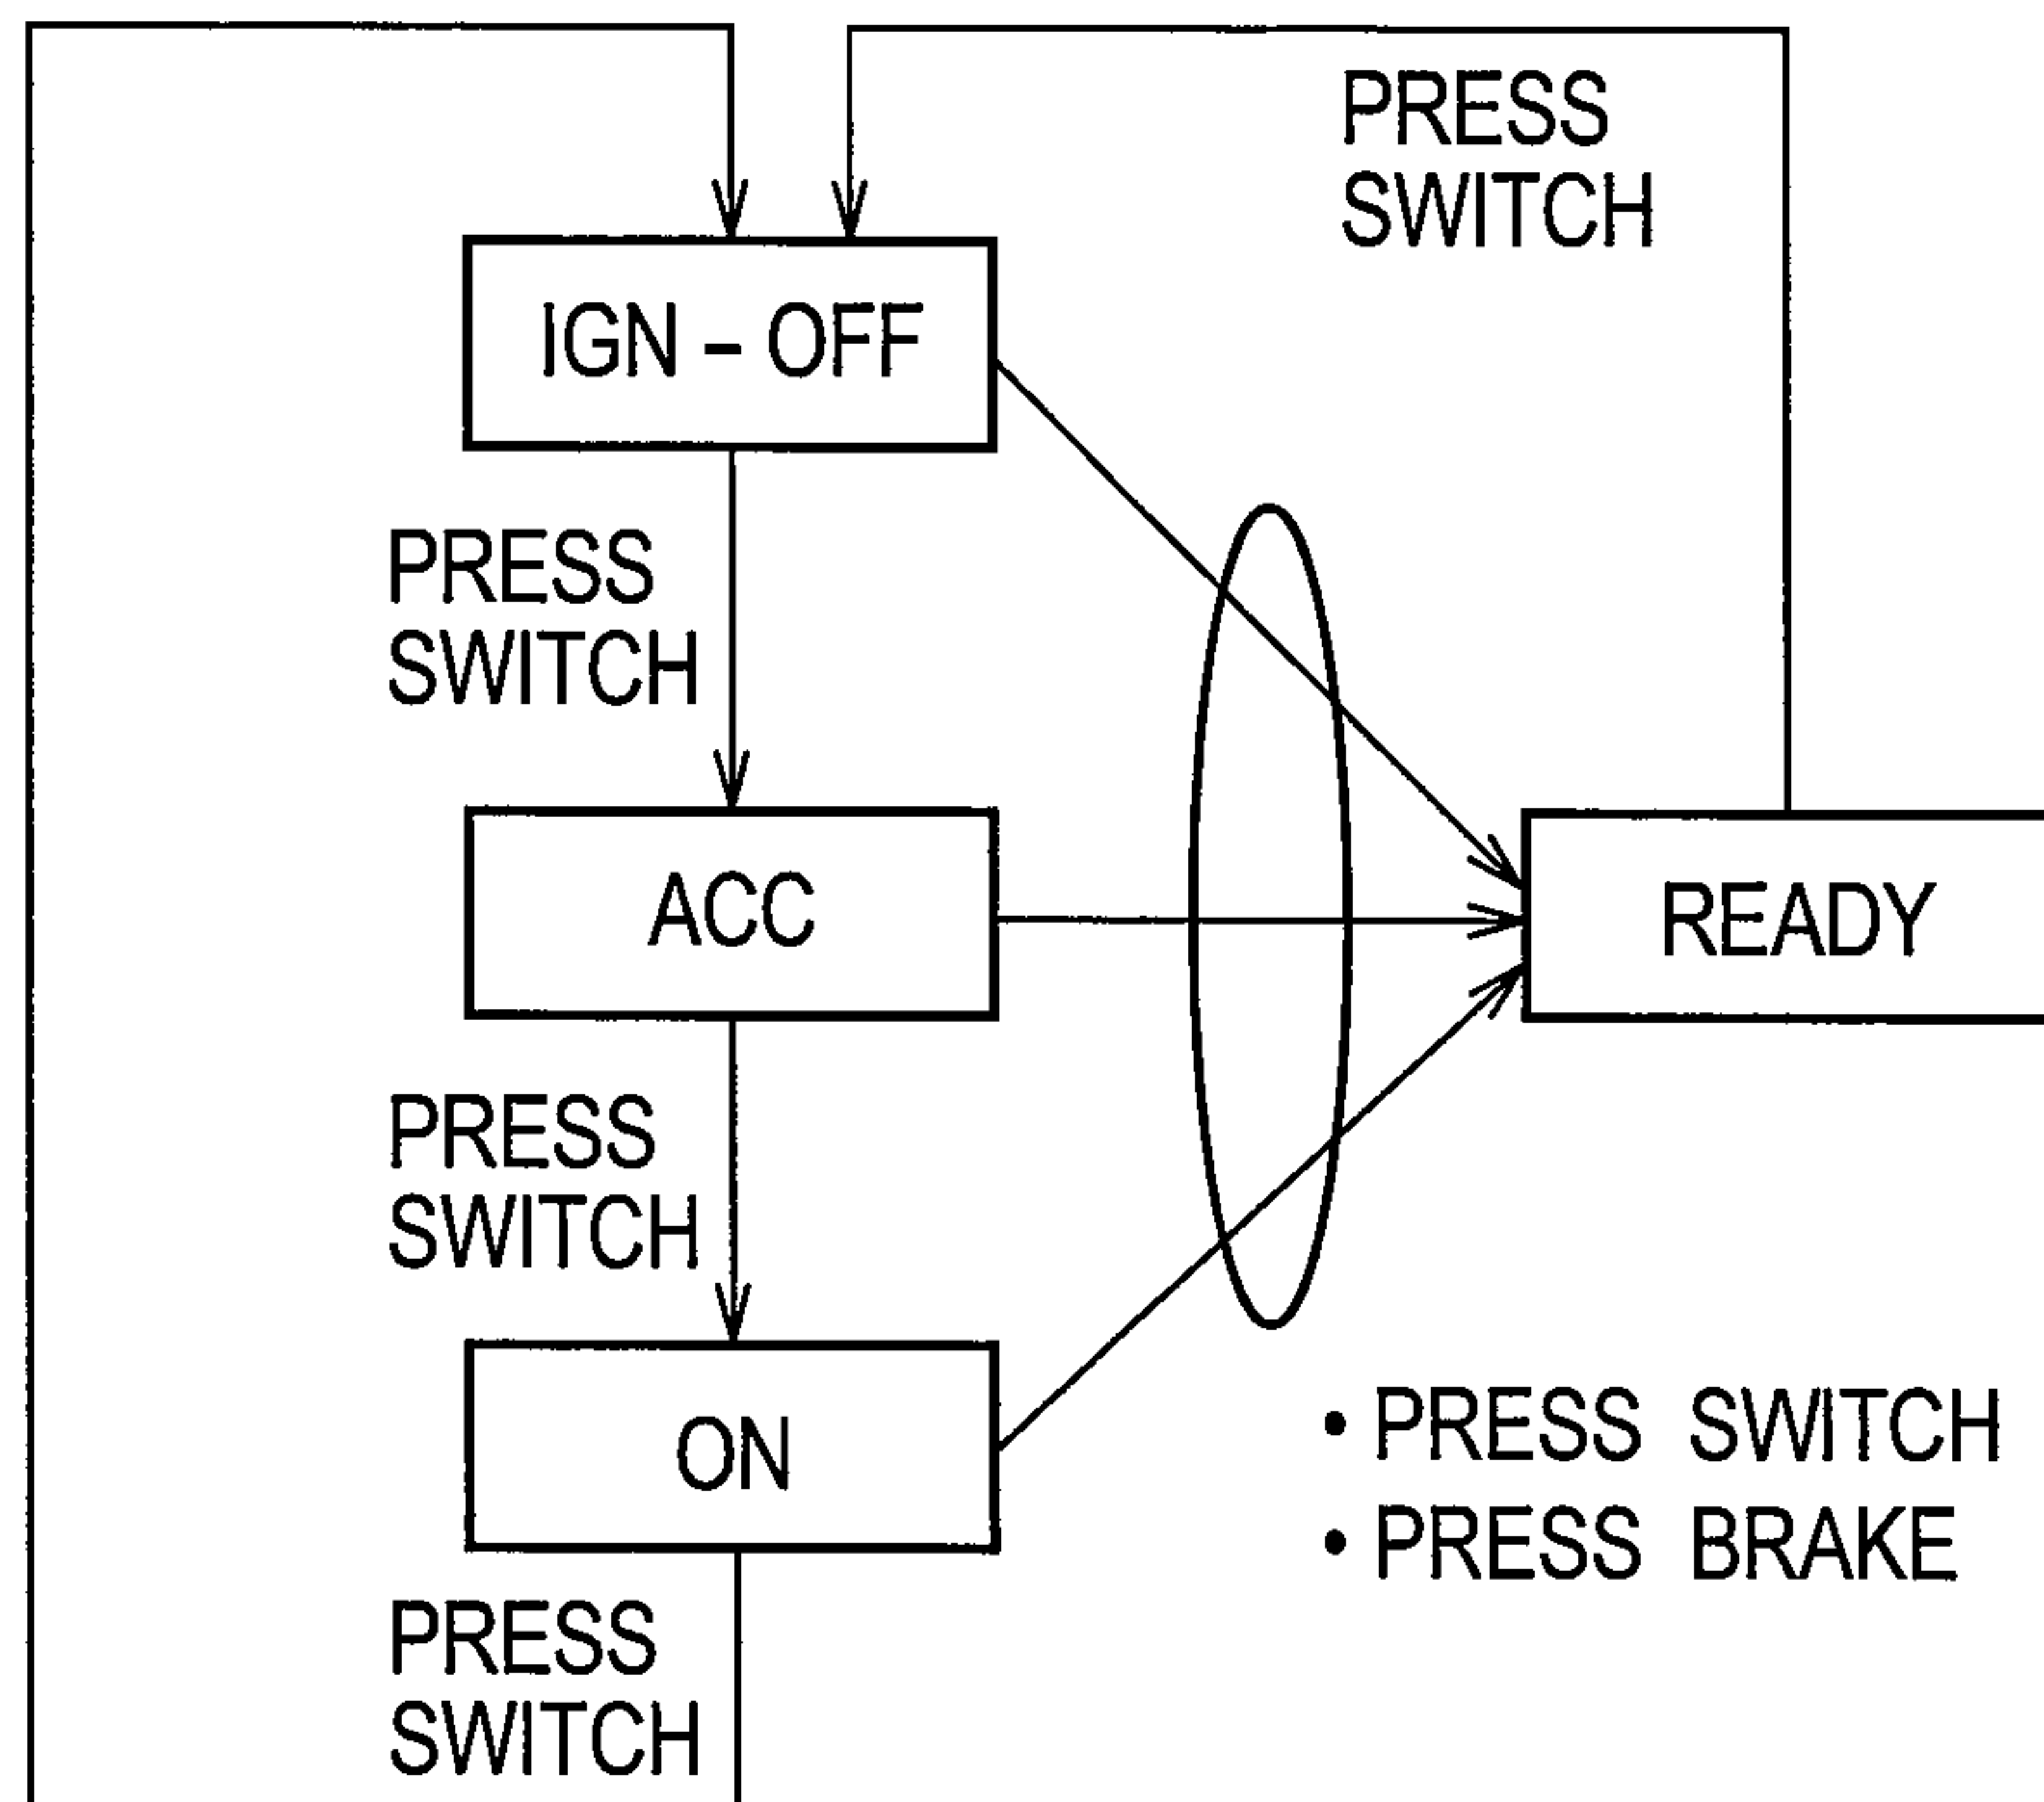 PRESS
SWITCH
IGN - OFF
PRESS
SWITCH
ACC
READY
PRESS
SWITCH
ON
• PRESS SWITCH
• PRESS BRAKE
PRESS
SWITCH